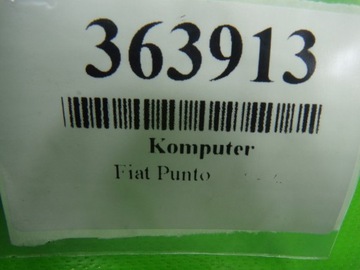 363913
Komputer
Fiat Punto